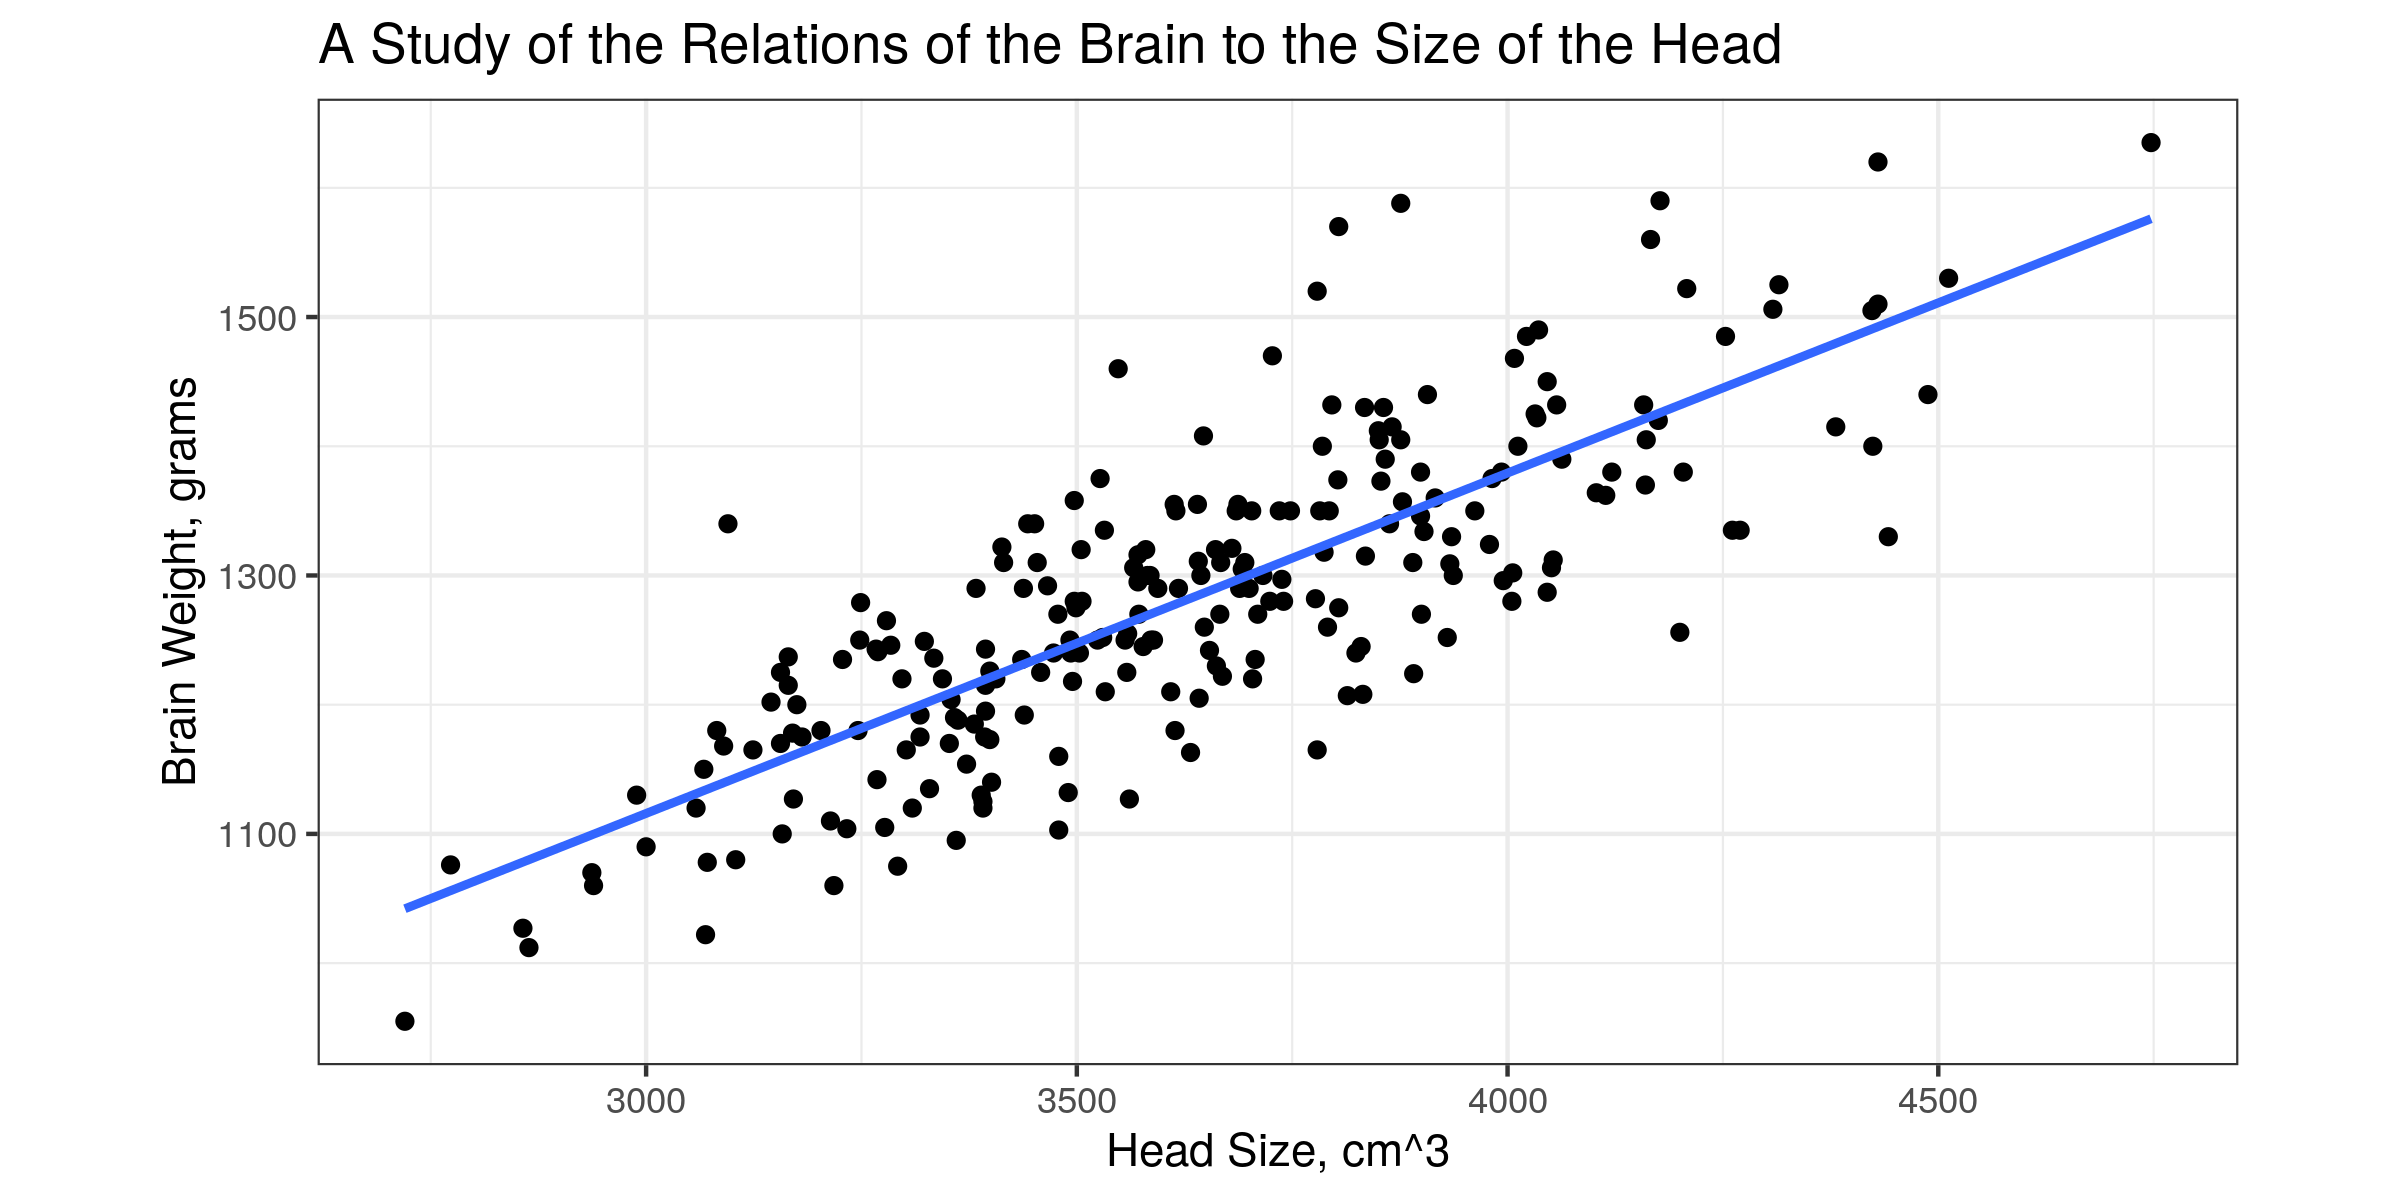 A Study of the Relations of the Brain to the Size of the Head
Brain Weight, grams
1500
1300
1100
3000 3500 4000 4500
Head Size, cm^3